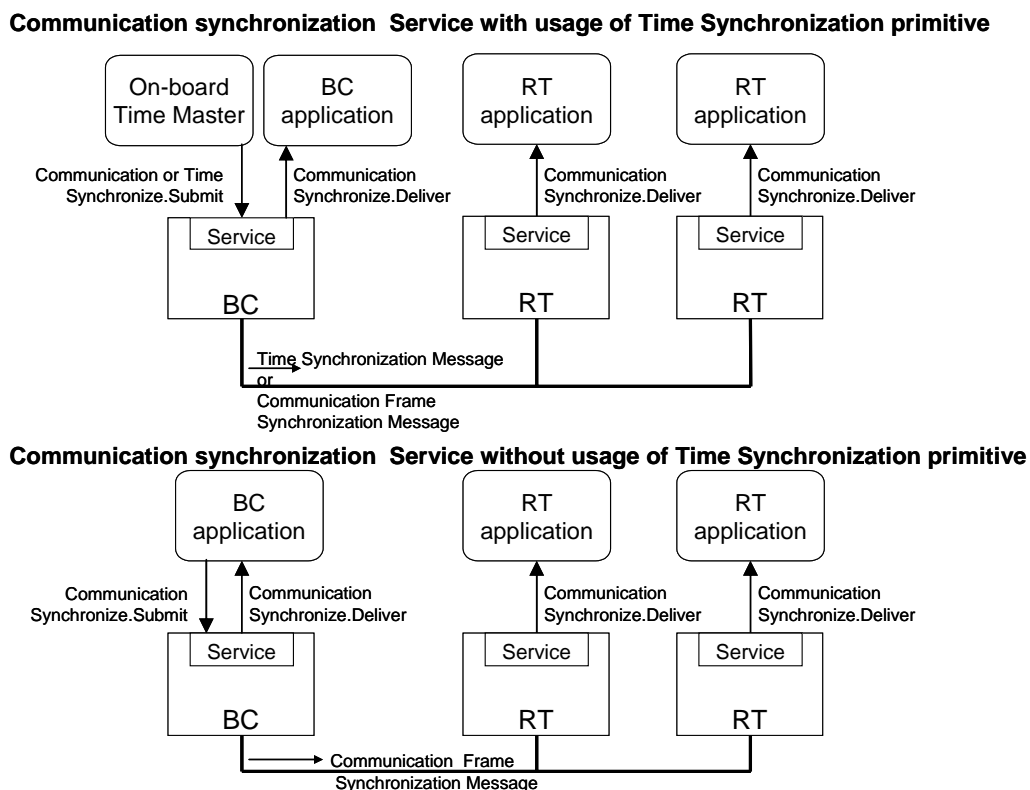 Communication synchronization  Service with usage of Time Synchronization primitive
On-board
Time Master
BC
application
RT
application
RT
application
Communication or Time
Synchronize.Submit
Communication
Synchronize.Deliver
Communication
Synchronize.Deliver
Communication
Synchronize.Deliver
Service
Service
Service
BC
RT
RT
Time Synchronization Message
or
Communication Frame
Synchronization Message
Communication synchronization  Service without usage of Time Synchronization primitive
BC
application
RT
application
RT
application
Communication
Synchronize.Submit
Communication
Synchronize.Deliver
Communication
Synchronize.Deliver
Communication
Synchronize.Deliver
Service
Service
Service
BC
RT
RT
Communication  Frame
Synchronization Message